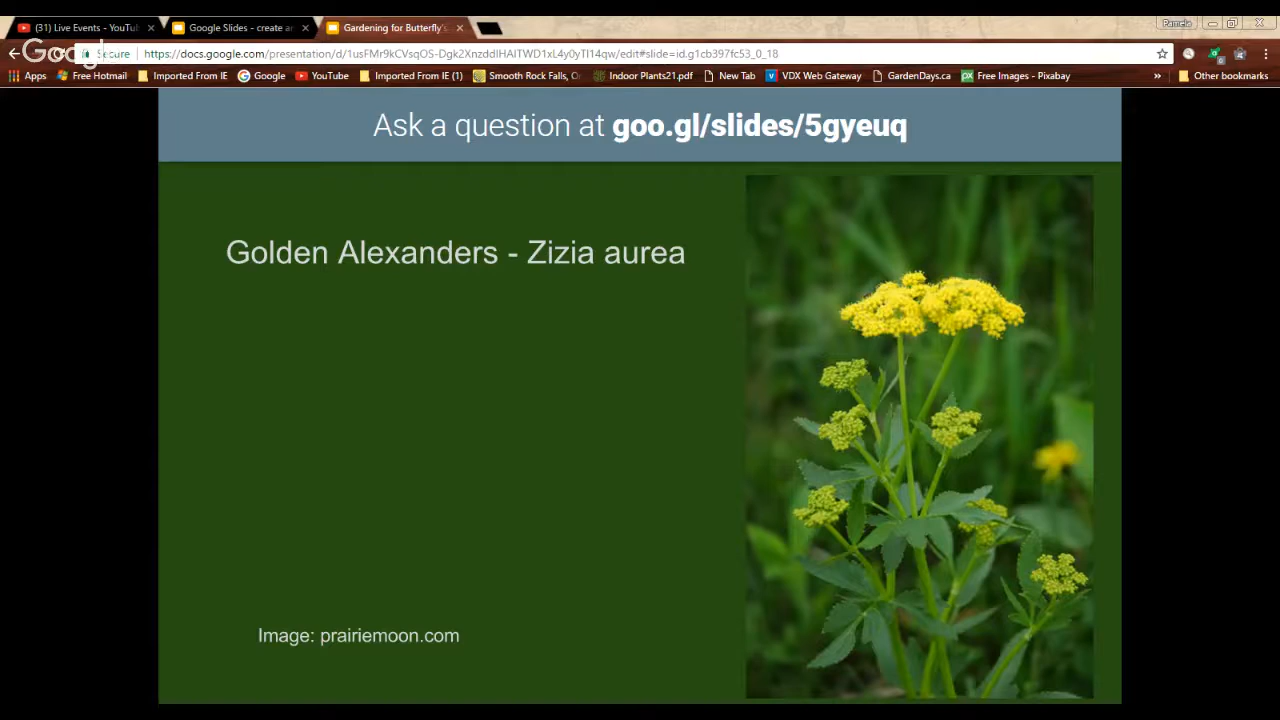 (31) Live Events - YouTu
Google Slides - create a
Gardening for Butterfly's
Pamela
Secure
https://docs.google.com/presentation/d/1usFMr9kCVsqOS-Dgk2XnzddIHAITWD1xL4y0yTl14qw/edit#slide=id.g1cb397fc53_0_18
Apps
Free Hotmail
Imported From IE
Google
YouTube
Imported From IE (1)
Smooth Rock Falls, O
Indoor Plants21.pdf
New Tab
VDX Web Gateway
GardenDays.ca
Free Images - Pixabay
»
Other bookmarks
Ask a question at goo.gl/slides/5gyeuq
Golden Alexanders - Zizia aurea
Image: prairiemoon.com